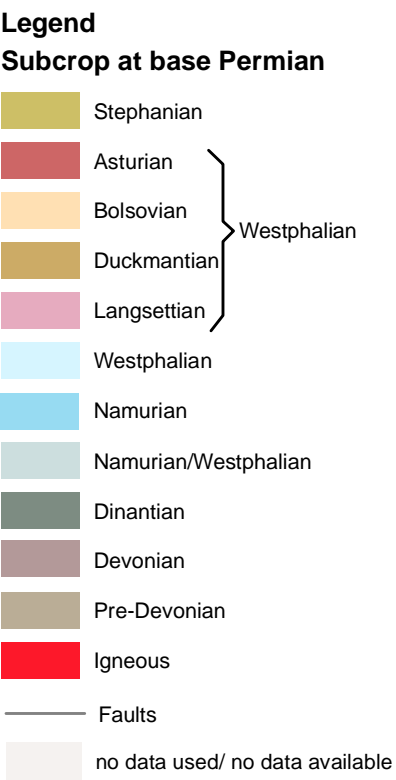 Legend
Subcrop at base Permian
Stephanian
Asturian
Bolsovian
Westphalian
Duckmantian
Langsettian
Westphalian
Namurian
Namurian/Westphalian
Dinantian
Devonian
Pre-Devonian
Igneous
Faults
no data used/ no data available